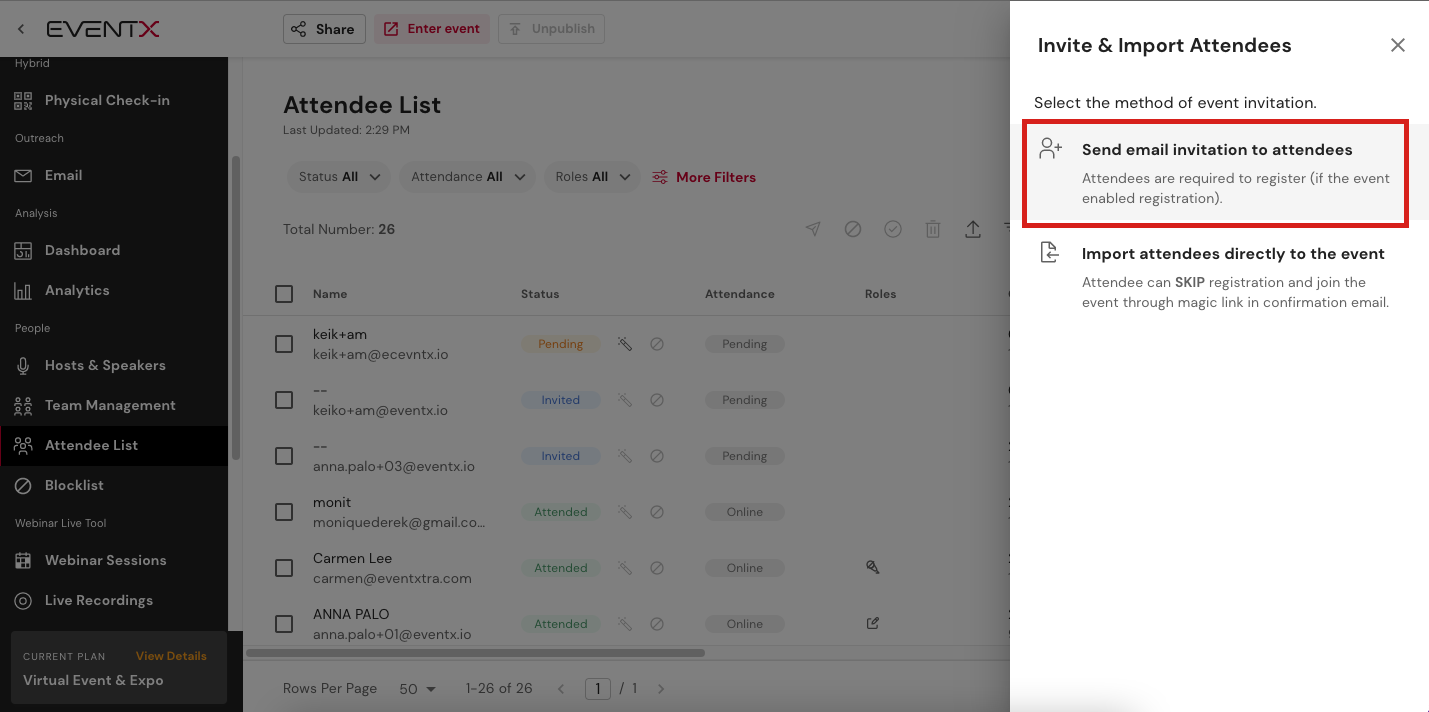 EVENTX
Share
Enter event
Unpublish
Hybrid
Physical Check-in
Outreach
Email
Analysis
Dashboard
Analytics
People
Hosts & Speakers
Team Management
Attendee List
Blocklist
Webinar Live Tool
Webinar Sessions
Live Recordings
CURRENT PLAN View Details
Virtual Event & Expo
Attendee List
Last Updated: 2:29 PM
Status All Attendance All Roles All More Filters
Total Number: 26
Name Status Attendance Roles
keik+am
keik+am@ecevntx.io Pending Pending
--
keiko+am@eventx.io Invited Pending
--
anna.palo+03@eventx.io Invited Pending
monit
moniquederek@gmail.co... Attended Online
Carmen Lee
carmen@eventxtra.com Attended Online
ANNA PALO
anna.palo+01@eventx.io Attended Online
Rows Per Page 50 1-26 of 26 1 / 1
Invite & Import Attendees
Select the method of event invitation.
Send email invitation to attendees
Attendees are required to register (if the event
enabled registration).
Import attendees directly to the event
Attendee can SKIP registration and join the
event through magic link in confirmation email.